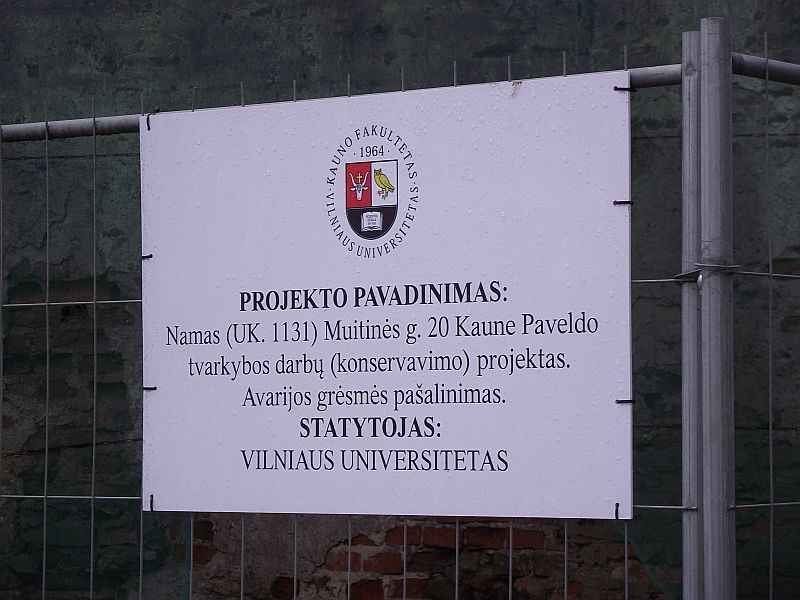 VILNIAUS UNIVERSITETAS · KAUNO FAKULTETAS ·
· 1964 ·
PROJEKTO PAVADINIMAS:
Namas (UK. 1131) Muitinės g. 20 Kaune Paveldo
tvarkybos darbų (konservavimo) projektas.
Avarijos grėsmės pašalinimas.
STATYTOJAS:
VILNIAUS UNIVERSITETAS